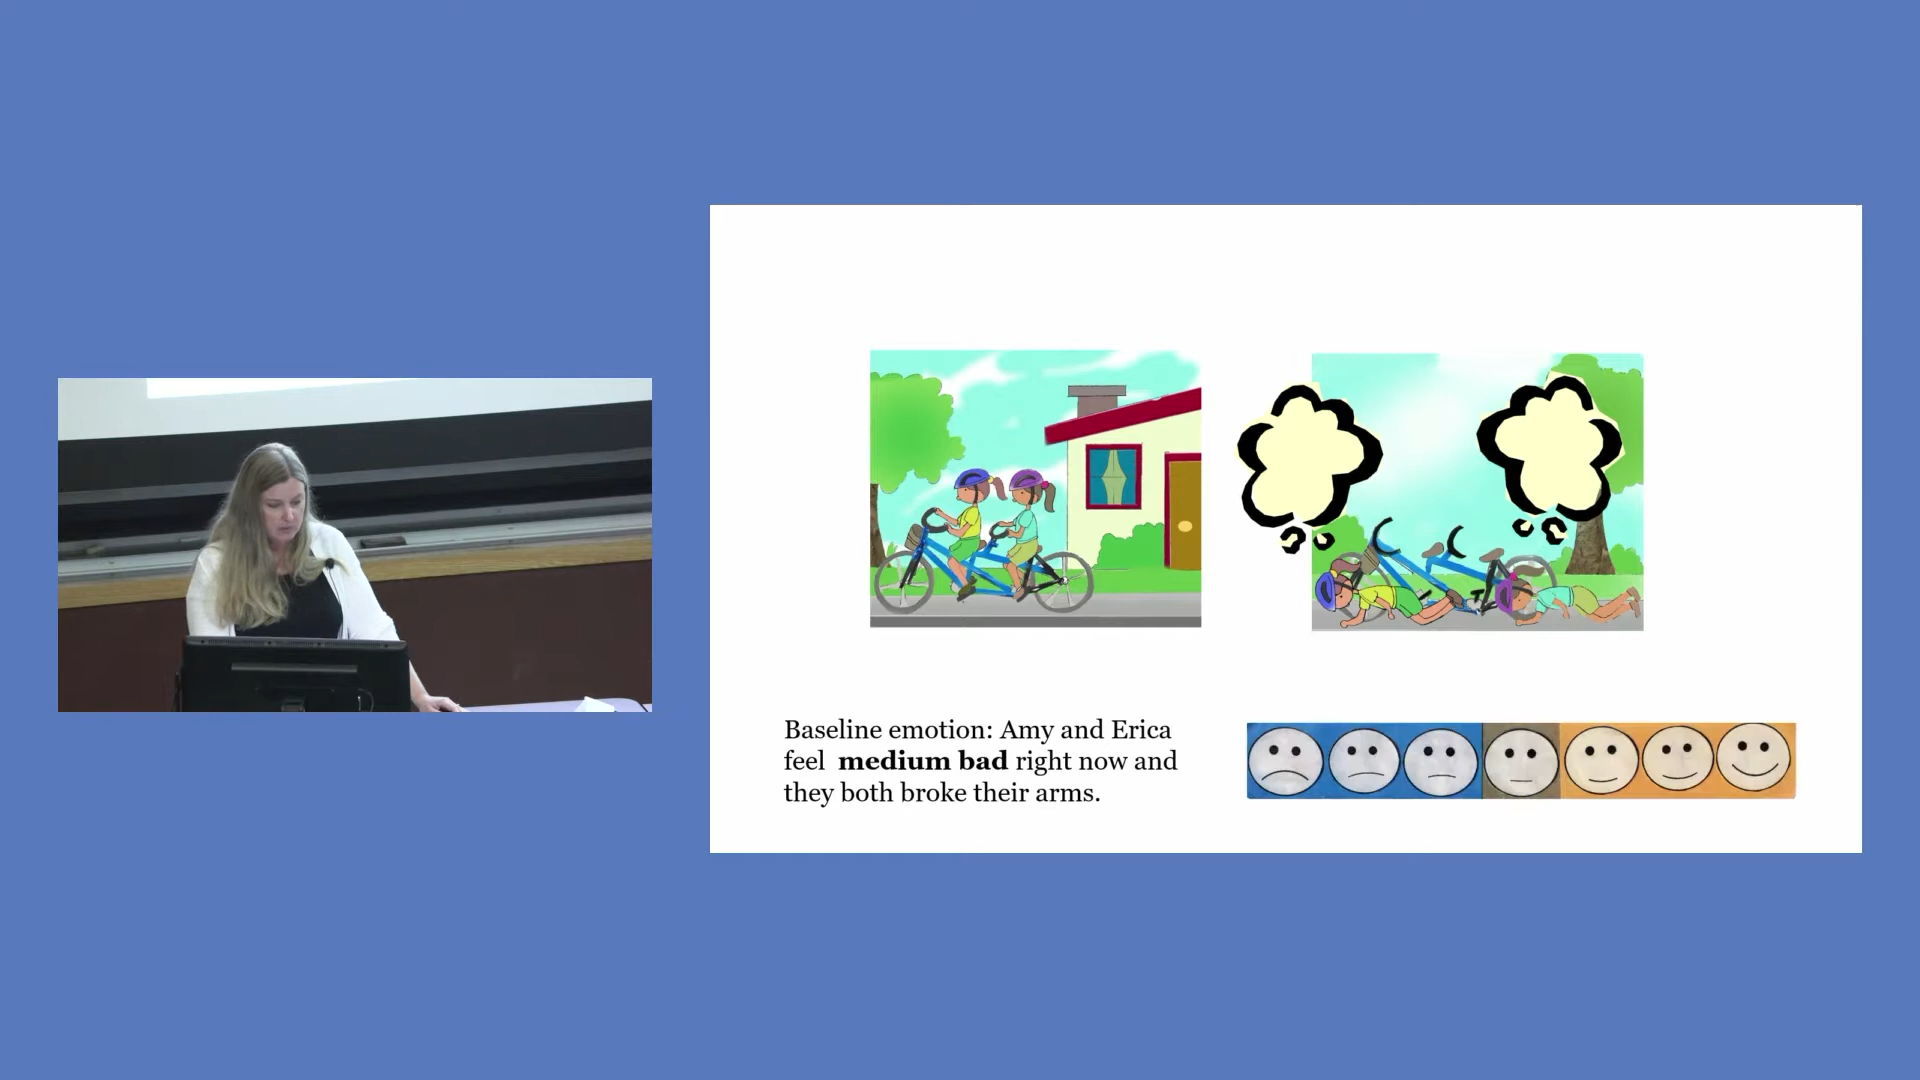 Baseline emotion: Amy and Erica
feel medium bad right now and
they both broke their arms.